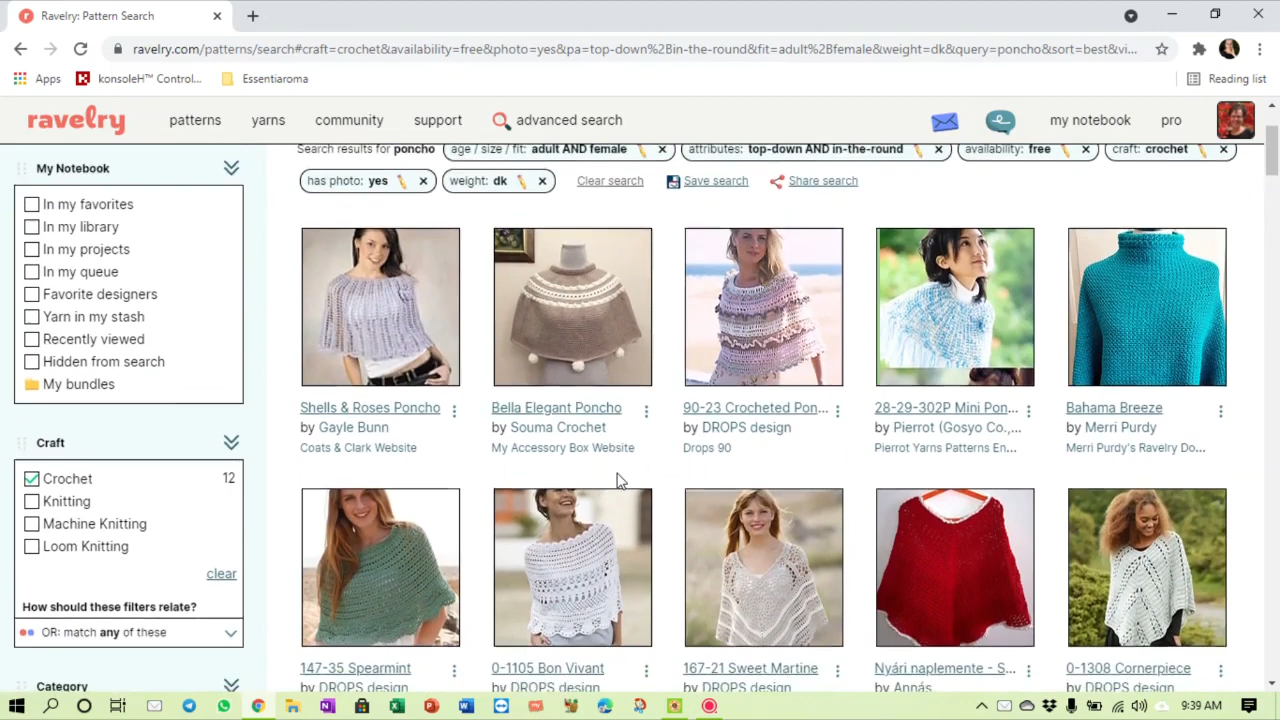 Ravelry: Pattern Search
ravelry.com/patterns/search#craft=crochet&availability=free&photo=yes&pa=top-down%2Bin-the-round&fit=adult%2Bfemale&weight=dk&query=poncho&sort=best&vi...
Apps konsoleH™ Control... Essentiaroma Reading list
ravelry patterns yarns community support advanced search my notebook pro
Search results for poncho age / size / fit: adult AND female attributes: top-down AND in-the-round availability: free craft: crochet
has photo: yes weight: dk Clear search Save search Share search
My Notebook
In my favorites
In my library
In my projects
In my queue
Favorite designers
Yarn in my stash
Recently viewed
Hidden from search
My bundles
Craft
Crochet 12
Knitting
Machine Knitting
Loom Knitting
clear
How should these filters relate?
OR: match any of these
Category
Shells & Roses Poncho
by Gayle Bunn
Coats & Clark Website
Bella Elegant Poncho
by Souma Crochet
My Accessory Box Website
90-23 Crocheted Pon...
by DROPS design
Drops 90
28-29-302P Mini Pon...
by Pierrot (Gosyo Co.,...
Pierrot Yarns Patterns En...
Bahama Breeze
by Merri Purdy
Merri Purdy's Ravelry Do...
147-35 Spearmint
by DROPS design
0-1105 Bon Vivant
by DROPS design
167-21 Sweet Martine
by DROPS design
Nyári naplemente - S...
by Annás
0-1308 Cornerpiece
by DROPS design
9:39 AM